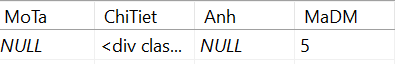 MoTa ChiTiet Anh MaDM
NULL <div clas... NULL 5